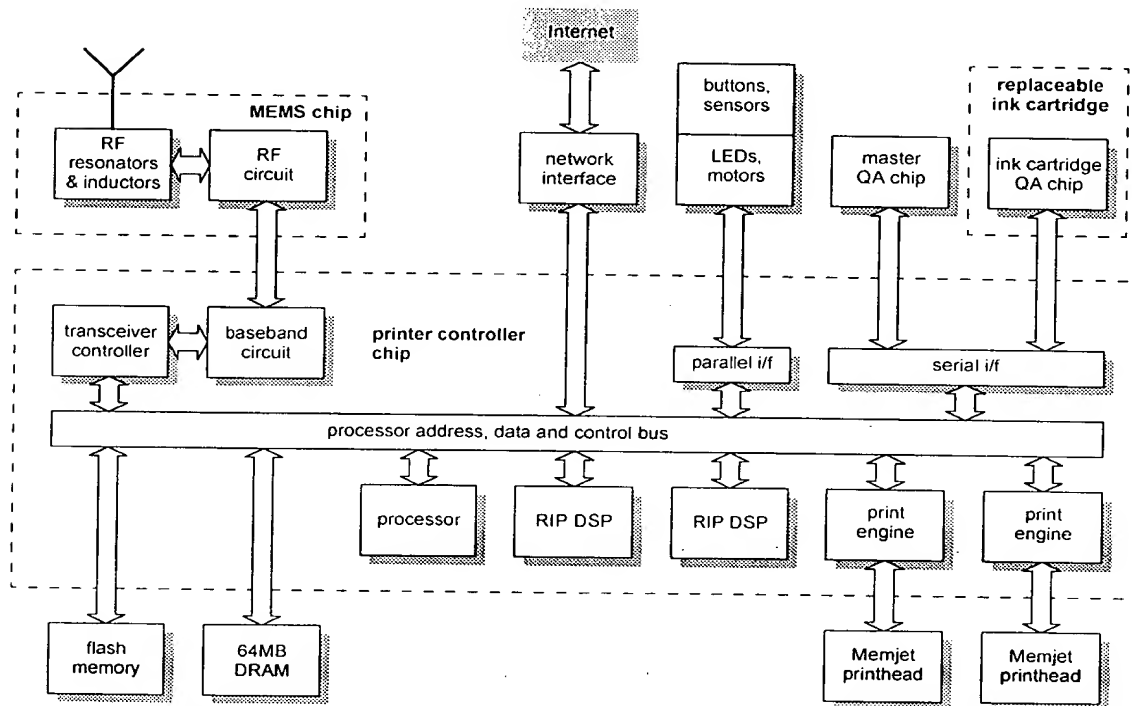 Internet
MEMS chip
RF
resonators
& inductors
RF
circuit
network
interface
buttons,
sensors
LEDs,
motors
master
QA chip
replaceable
ink cartridge
ink cartridge
QA chip
transceiver
controller
baseband
circuit
printer controller
chip
parallel i/f
serial i/f
processor address, data and control bus
processor
RIP DSP
RIP DSP
print
engine
print
engine
flash
memory
64MB
DRAM
Memjet
printhead
Memjet
printhead